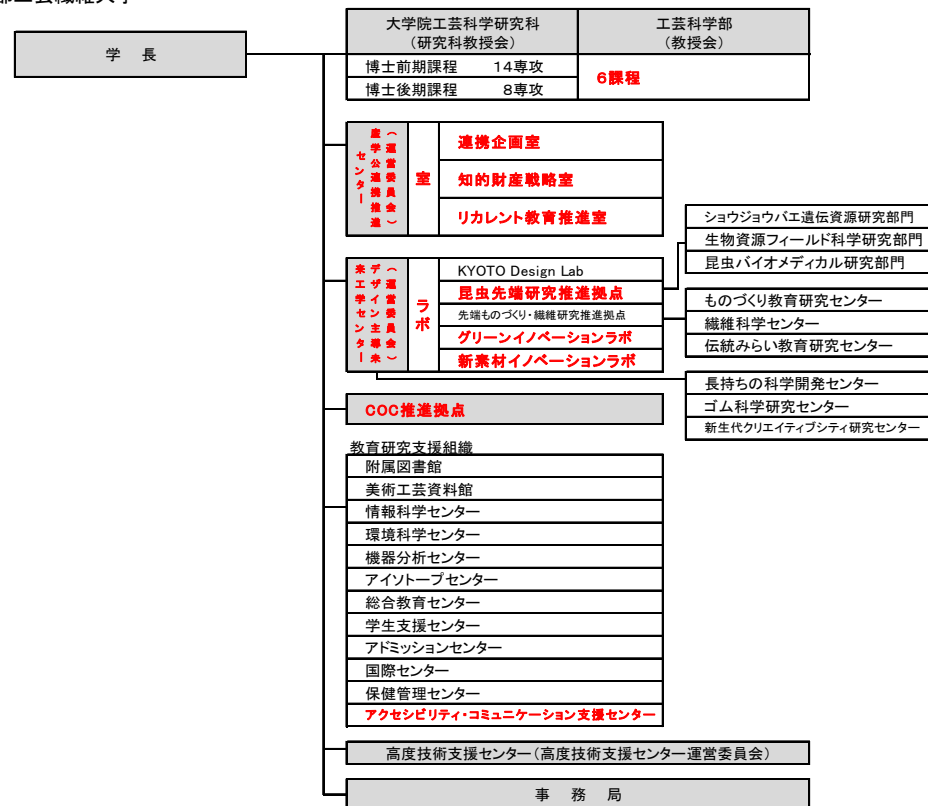 学　長
大学院工芸科学研究科
（研究科教授会）
工芸科学部
（教授会）
博士前期課程　14専攻
博士後期課程　8専攻
6課程
産学公連携推進センター
（運営委員会）
室
連携企画室
知的財産戦略室
リカレント教育推進室
デザイン主導未来工学センター
（運営委員会）
ラボ
KYOTO Design Lab
昆虫先端研究推進拠点
先端ものづくり・繊維研究推進拠点
グリーンイノベーションラボ
新素材イノベーションラボ
ショウジョウバエ遺伝資源研究部門
生物資源フィールド科学研究部門
昆虫バイオメディカル研究部門
ものづくり教育研究センター
繊維科学センター
伝統みらい教育研究センター
長持ちの科学開発センター
ゴム科学研究センター
新生代クリエイティブシティ研究センター
COC推進拠点
教育研究支援組織
附属図書館
美術工芸資料館
情報科学センター
環境科学センター
機器分析センター
アイソトープセンター
総合教育センター
学生支援センター
アドミッションセンター
国際センター
保健管理センター
アクセシビリティ・コミュニケーション支援センター
高度技術支援センター（高度技術支援センター運営委員会）
事　務　局